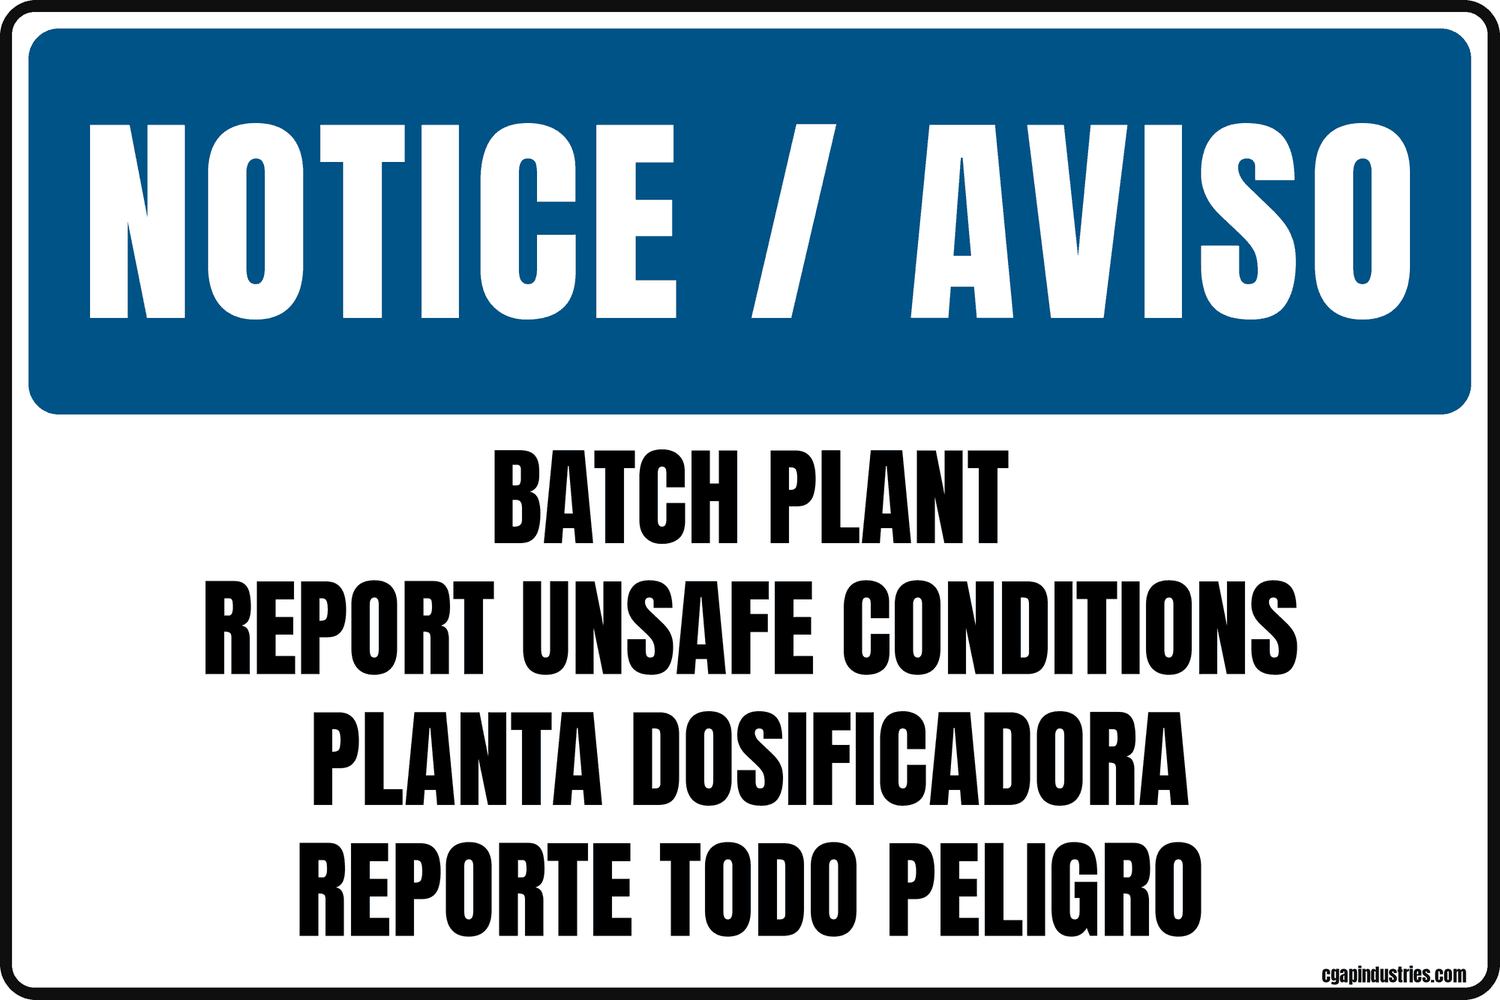 NOTICE / AVISO
BATCH PLANT
REPORT UNSAFE CONDITIONS
PLANTA DOSIFICADORA
REPORTE TODO PELIGRO
cgapindustries.com